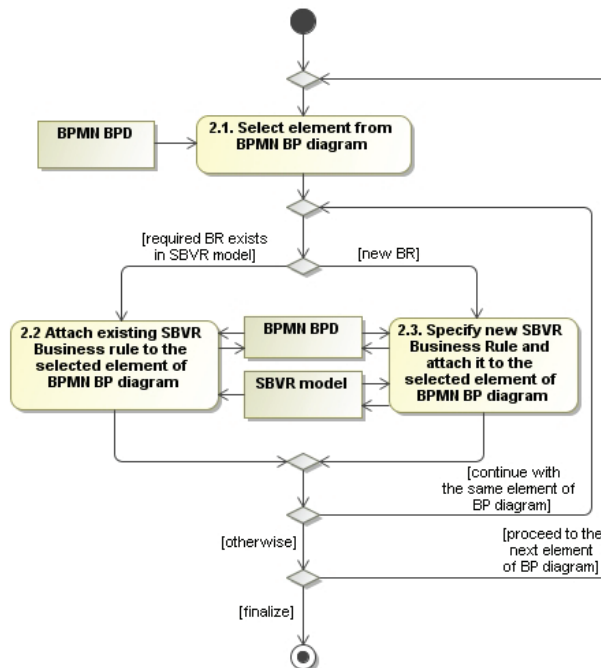 2.1. Select element from
BPMN BP diagram
BPMN BPD
[required BR exists
in SBVR model]
[new BR]
2.2 Attach existing SBVR
Business rule to the
selected element of
BPMN BP diagram
BPMN BPD
SBVR model
2.3. Specify new SBVR
Business Rule and
attach it to the
selected element of
BPMN BP diagram
[continue with
the same element of
BP diagram]
[otherwise]
[proceed to the
next element
of BP diagram]
[finalize]